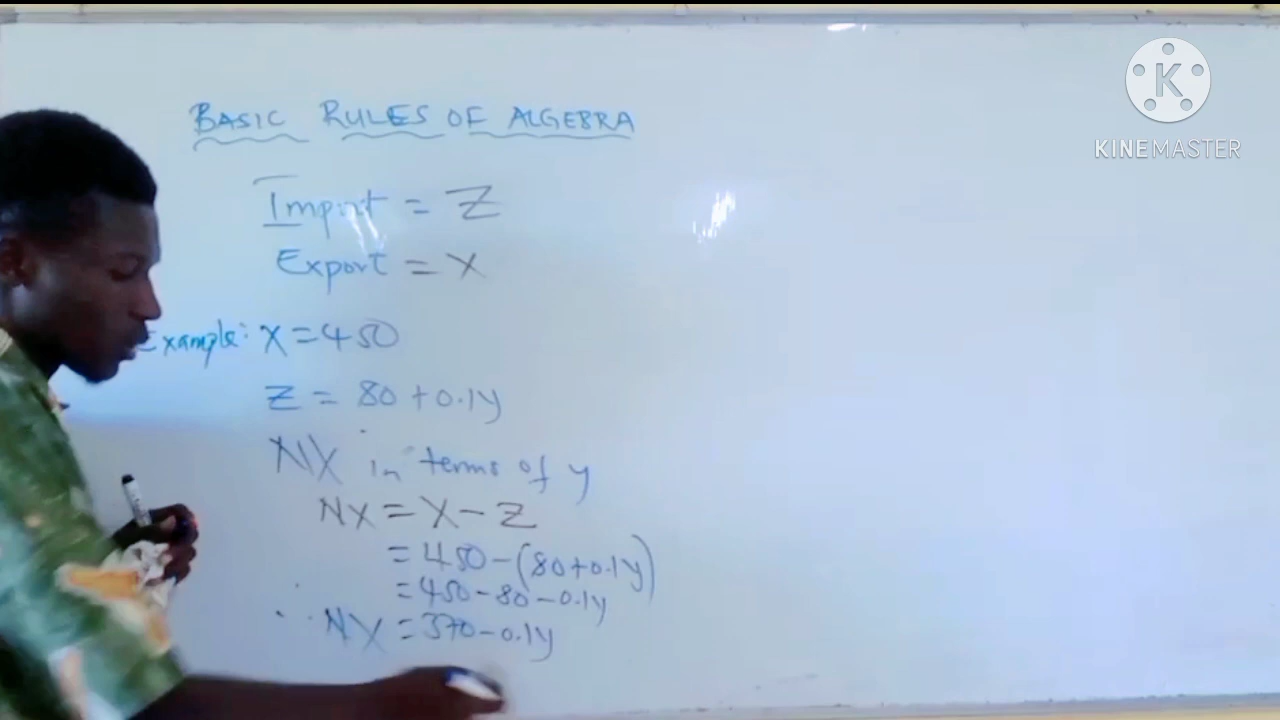 BASIC RULES OF ALGEBRA
Import = Z
Export = X
Example: X = 450
Z = 80 + 0.1y
NX in terms of y
NX = X - Z
= 450 - (80 + 0.1y)
= 450 - 80 - 0.1y
∴ NX = 370 - 0.1y
K
KINEMASTER